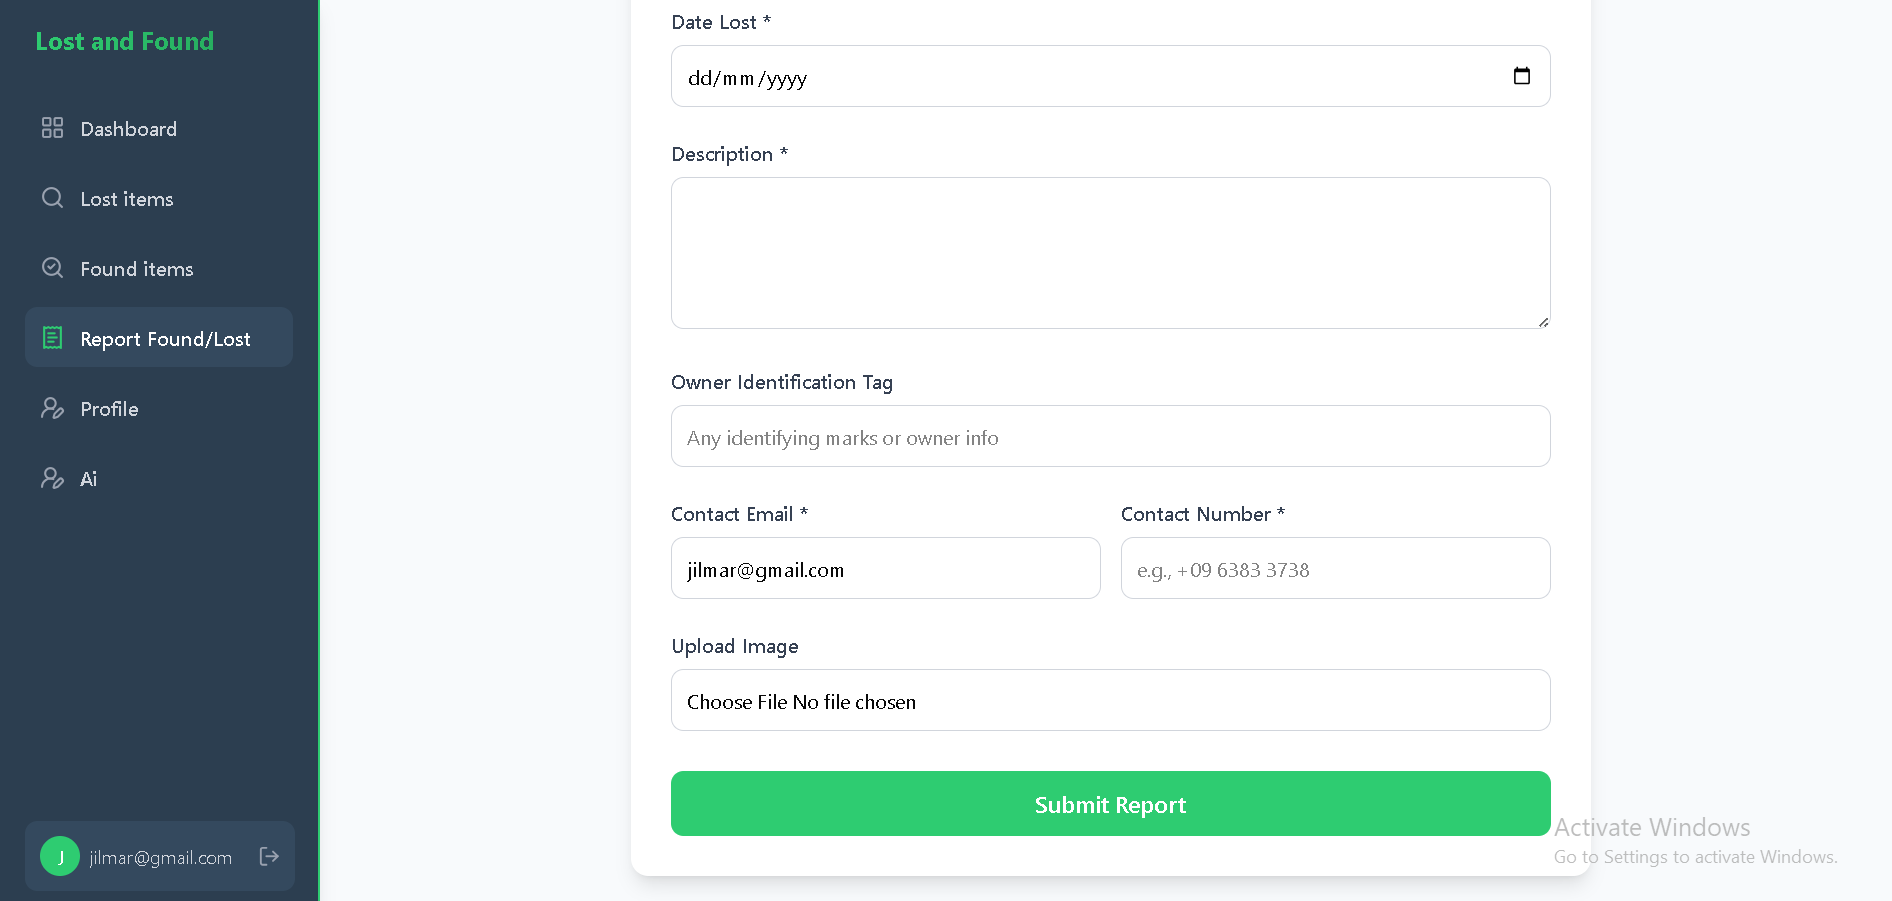 Lost and Found
Dashboard
Lost items
Found items
Report Found/Lost
Profile
Ai
J
jilmar@gmail.com
Date Lost *
dd/mm/yyyy
Description *
Owner Identification Tag
Any identifying marks or owner info
Contact Email *
Contact Number *
jilmar@gmail.com
e.g., +09 6383 3738
Upload Image
Choose File No file chosen
Submit Report
Activate Windows
Go to Settings to activate Windows.